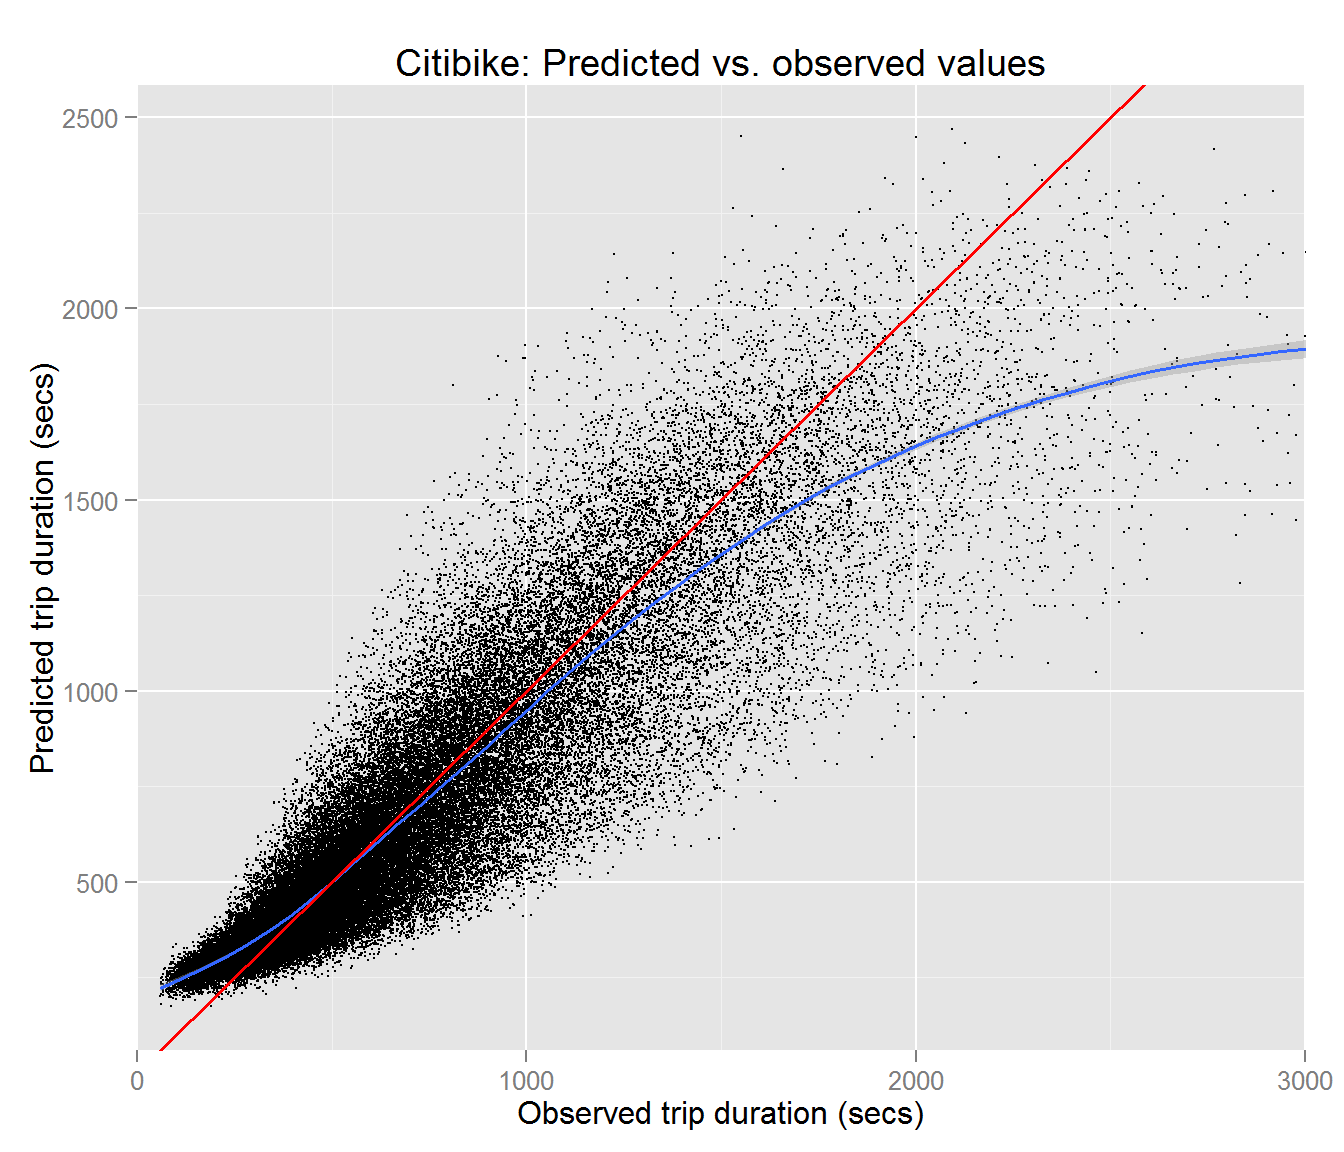 Citibike: Predicted vs. observed values
2500
2000
1500
1000
500
Predicted trip duration (secs)
0 1000 2000 3000
Observed trip duration (secs)